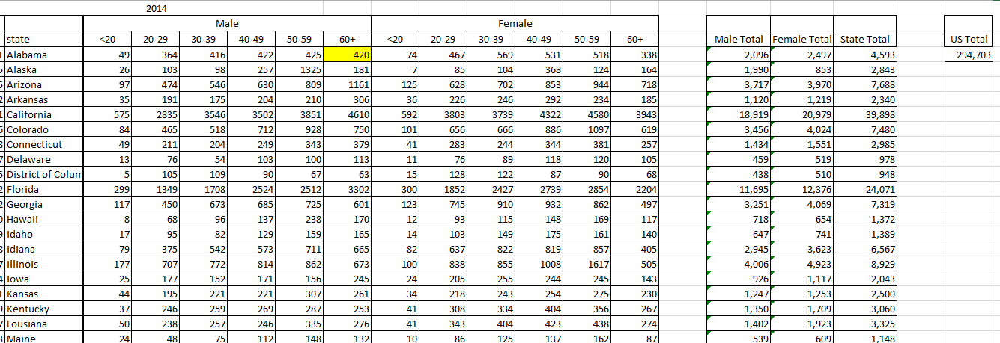 2014
Male Female
state <20 20-29 30-39 40-49 50-59 60+ <20 20-29 30-39 40-49 50-59 60+ Male Total Female Total State Total US Total
Alabama 49 364 416 422 425 420 74 467 569 531 518 338 2,096 2,497 4,593 294,703
Alaska 26 103 98 257 1325 181 7 85 104 368 124 164 1,990 853 2,843
Arizona 97 474 546 630 809 1161 125 628 702 853 944 718 3,717 3,970 7,688
Arkansas 35 191 175 204 210 306 36 226 246 292 234 185 1,120 1,219 2,340
California 575 2835 3546 3502 3851 4610 592 3803 3739 4322 4580 3943 18,919 20,979 39,898
Colorado 84 465 518 712 928 750 101 656 666 886 1097 619 3,456 4,024 7,480
Connecticut 49 211 204 249 343 379 41 283 244 344 381 257 1,434 1,551 2,985
Delaware 13 76 54 103 100 113 11 76 89 118 120 105 459 519 978
District of Colum 5 105 109 90 67 63 15 128 122 87 90 68 438 510 948
Florida 299 1349 1708 2524 2512 3302 300 1852 2427 2739 2854 2204 11,695 12,376 24,071
Georgia 117 450 673 685 725 601 123 745 910 932 862 497 3,251 4,069 7,319
Hawaii 8 68 96 137 238 170 12 93 115 148 169 117 718 654 1,372
Idaho 17 95 82 129 159 165 14 103 149 175 161 140 647 741 1,389
idiana 79 375 542 573 711 665 82 637 822 819 857 405 2,945 3,623 6,567
Illinois 177 707 772 814 862 673 100 838 855 1008 1617 505 4,006 4,923 8,929
Iowa 25 177 152 171 156 245 24 205 255 244 245 143 926 1,117 2,043
Kansas 44 195 221 221 307 261 34 218 243 254 275 230 1,247 1,253 2,500
Kentucky 37 246 259 269 287 253 41 308 334 404 356 267 1,350 1,709 3,060
Lousiana 50 238 257 246 335 276 41 343 404 423 438 274 1,402 1,923 3,325
Maine 24 48 75 112 148 132 10 86 125 137 162 87 539 609 1,148